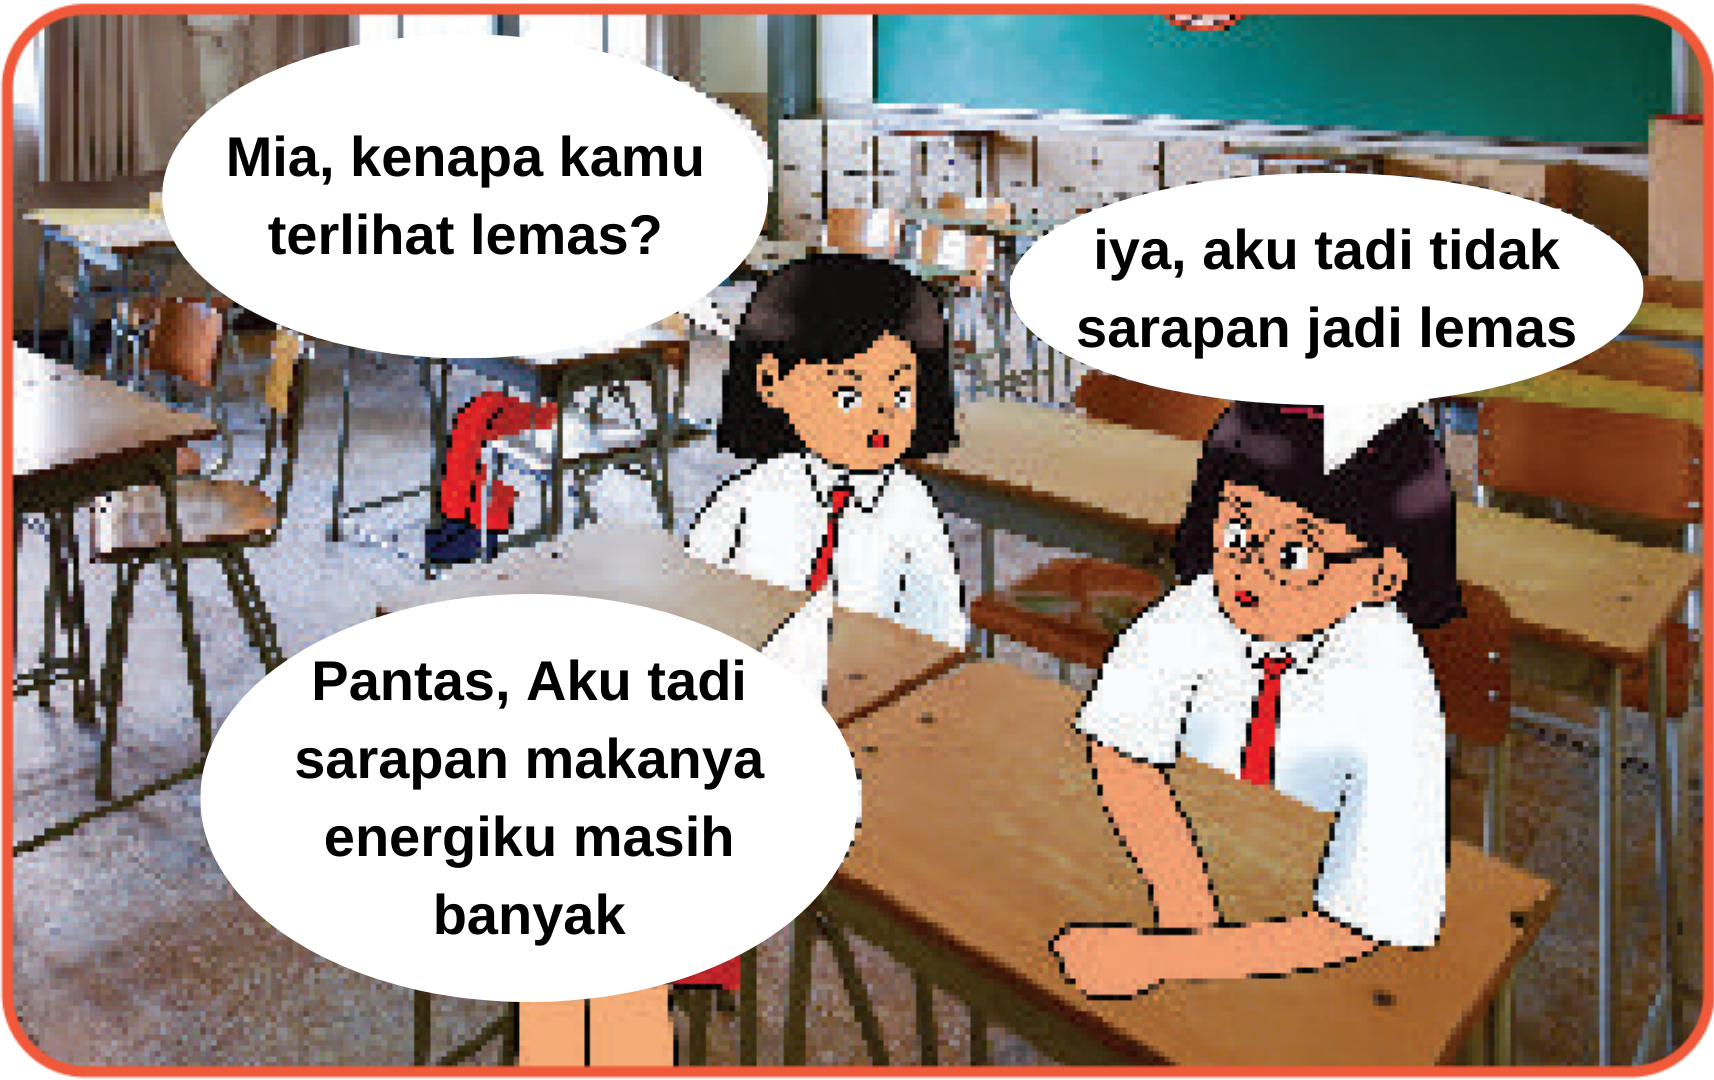 Mia, kenapa kamu
terlihat lemas?
iya, aku tadi tidak
sarapan jadi lemas
Pantas, Aku tadi
sarapan makanya
energiku masih
banyak